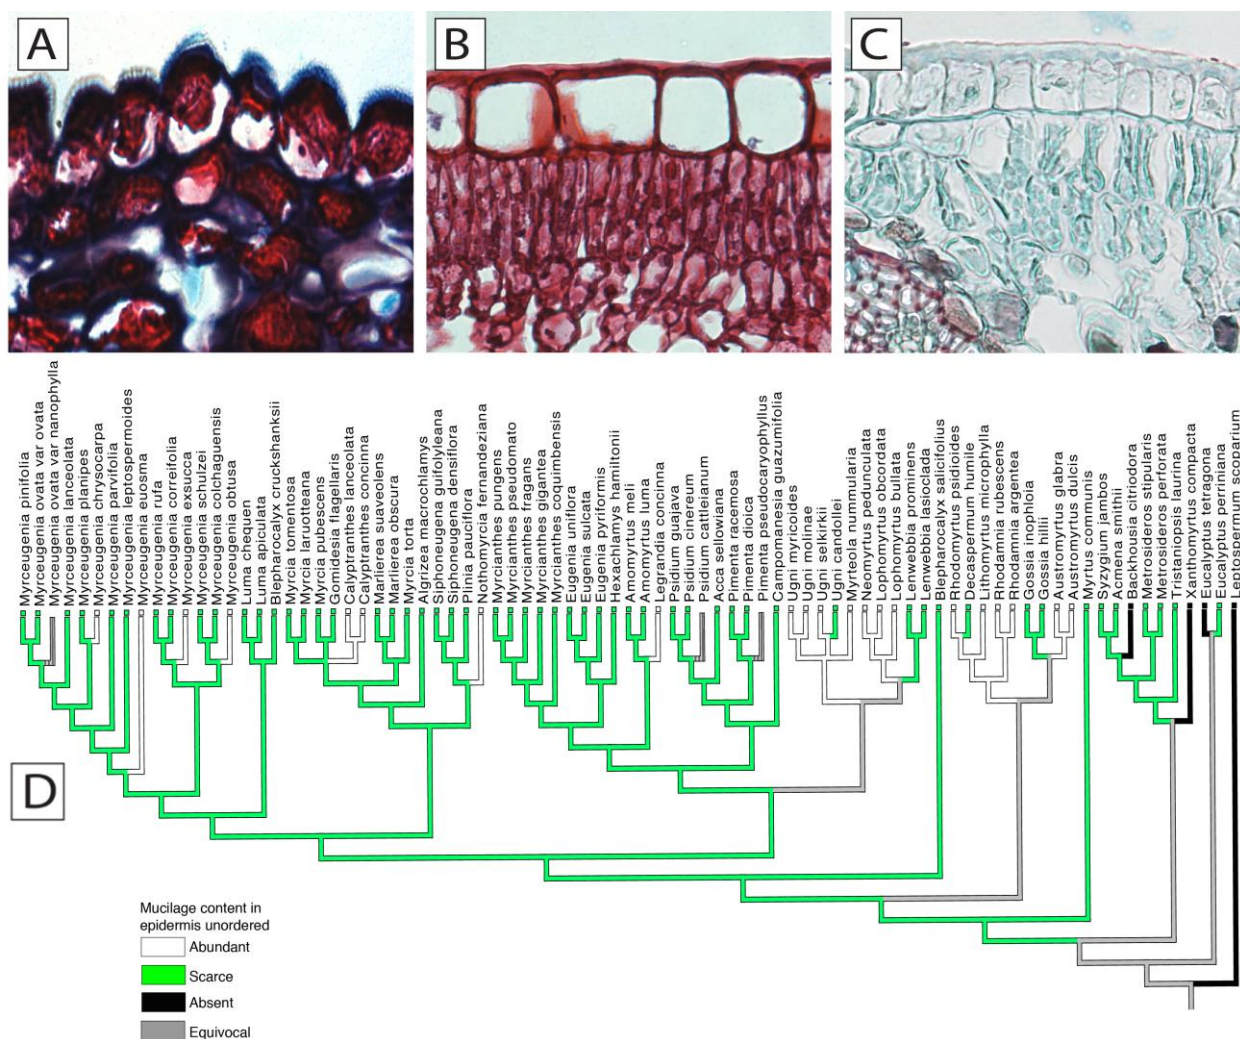 A
B
C
Myrceugenia pinifolia
Myrceugenia ovata var ovata
Myrceugenia ovata var nanophylla
Myrceugenia lanceolata
Myrceugenia planipes
Myrceugenia chrysocarpa
Myrceugenia parvifolia
Myrceugenia leptospermoides
Myrceugenia euosma
Myrceugenia rufa
Myrceugenia correifolia
Myrceugenia exsucca
Myrceugenia schulzei
Myrceugenia colchaguensis
Myrceugenia obtusa
Luma chequen
Luma apiculata
Blepharocalyx cruckshanksii
Myrcia tomentosa
Myrcia laruotteana
Myrcia pubescens
Gomidesia flagellaris
Calyptranthes lanceolata
Calyptranthes concinna
Marlierrea suaveolens
Marlierrea obscura
Myrcia torta
Algrizea macrochlamys
Siphoneugena guilfolyleana
Siphoneugena densiflora
Plinia pauciflora
Nothomyrcia fernandeziana
Myrcianthes pungens
Myrcianthes pseudomato
Myrcianthes fragans
Myrcianthes gigantea
Myrcianthes coquimbensis
Eugenia uniflora
Eugenia sulcata
Eugenia pyriformis
Hexachlamys hamiltonii
Amomyrtus meli
Amomyrtus luma
Legrandia concinna
Psidium guajava
Psidium cinereum
Psidium cattleianum
Acca sellowiana
Pimenta racemosa
Pimenta dioica
Pimenta pseudocaryophyllus
Campomanesia guazumifolia
Ugni myricoides
Ugni molinae
Ugni selkirkii
Ugni candollei
Myrteola nummularia
Neomyrtus pedunculata
Lophomyrtus obcordata
Lophomyrtus bullata
Lenwebbia prominens
Lenwebbia lasioclada
Blepharocalyx salicifolius
Rhodomyrtus psidioides
Decaspermum humile
Lithomyrtus microphylla
Rhodamnia rubescens
Rhodamnia argentea
Gossia inophloia
Gossia hillii
Austromyrtus glabra
Austromyrtus dulcis
Myrtus communis
Syzygium jambos
Acmena smithii
Backhousia citriodora
Metrosideros stipularis
Metrosideros perforata
Tristaniopsis laurina
Xanthomyrtus compacta
Eucalyptus tetragona
Eucalyptus perriniana
Leptospermum scoparium
D
Mucilage content in
epidermis unordered
Abundant
Scarce
Absent
Equivocal